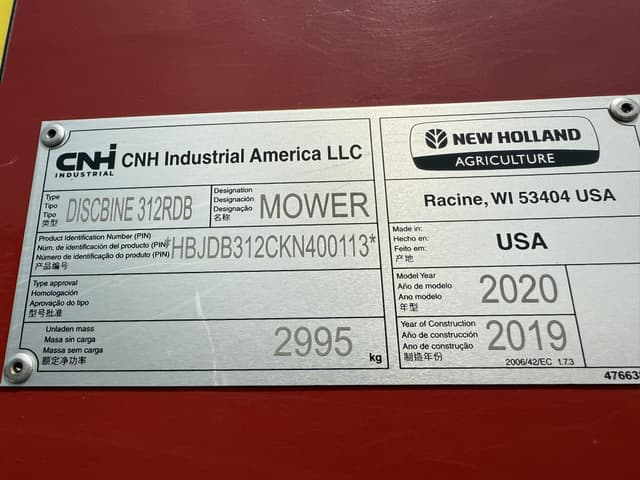 CNH
INDUSTRIAL
CNH Industrial America LLC
Type
Tipo
Tipo
类型
DISCBINE 312RDB
Designation
Designación
Designação
名称
MOWER
Product Identification Number (PIN)
Núm. de identificación del producto (PIN)
Número de identificação do produto (PIN)
产品编号
*HBJDB312CKN400113*
Type approval
Homologación
Aprovação do tipo
型号批准
Unladen mass
Masa sin carga
Massa sem carga
额定净功率
2995
kg
NEW HOLLAND
AGRICULTURE
Racine, WI 53404 USA
Made in:
Hecho en:
Feito em:
产地
USA
Model Year
Año de modelo
Ano modelo
年型
2020
Year of Construction
Año de construcción
Ano de construção
制造年份
2019
2006/42/EC 1.7.3